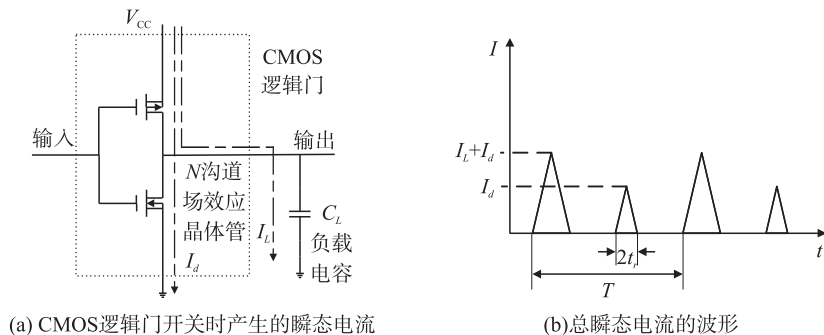 V_CC
CMOS
逻辑门
输入
输出
N沟道
场效应
晶体管
I_L
I_d
C_L
负载
电容
(a) CMOS逻辑门开关时产生的瞬态电流
I
I_L+I_d
I_d
2t_r
T
t
(b)总瞬态电流的波形